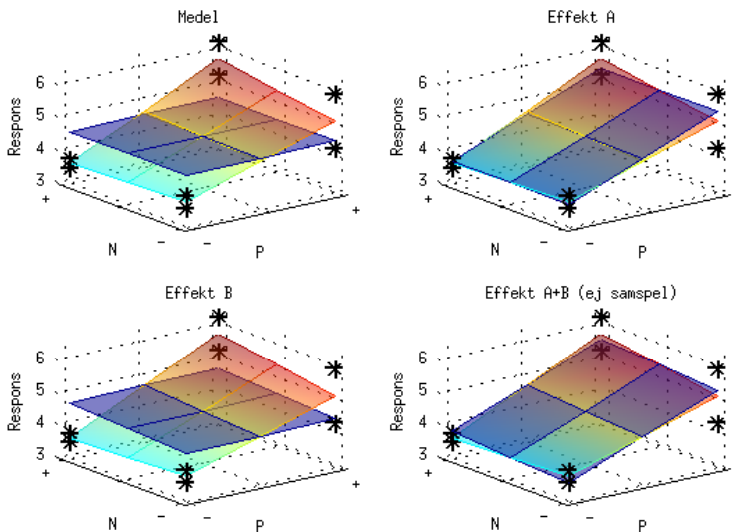 Medel
Respons
6
5
4
3
+
N
-
-
P
+
Effekt A
Respons
6
5
4
3
+
N
-
-
P
+
Effekt B
Respons
6
5
4
3
+
N
-
-
P
+
Effekt A+B (ej samspel)
Respons
6
5
4
3
+
N
-
-
P
+